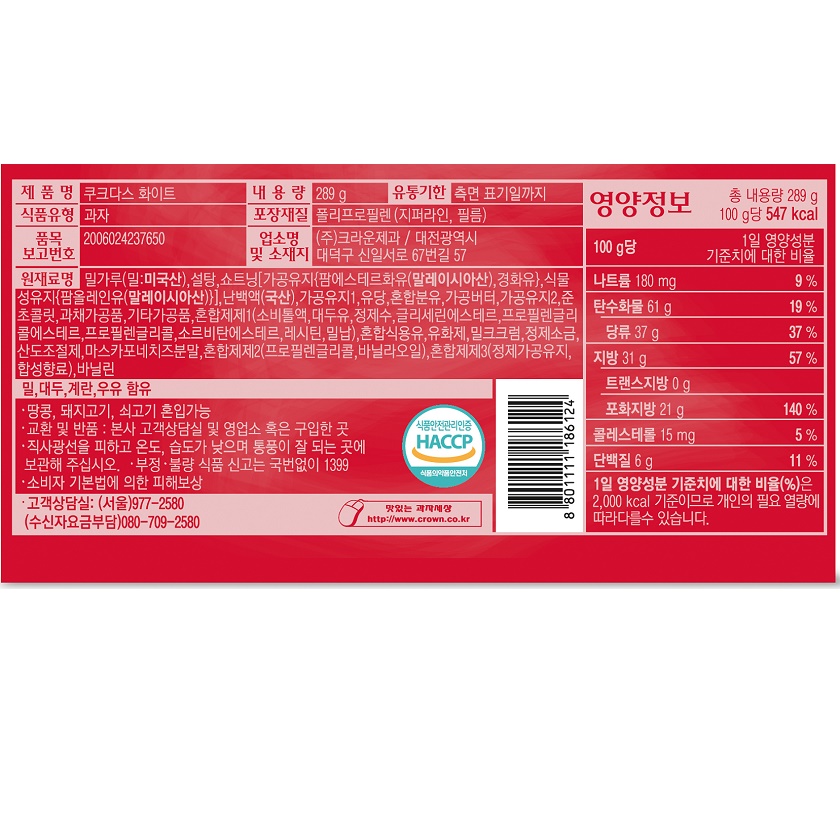 제 품 명 쿠크다스 화이트 내 용 량 289 g 유통기한 측면 표기일까지
식품유형 과자 포장재질 폴리프로필렌 (지퍼라인, 필름)
품목
보고번호 2006024237650 업소명
및 소재지 (주)크라운제과 / 대전광역시
대덕구 신일서로 67번길 57
원재료명 밀가루(밀:미국산),설탕,쇼트닝[가공유지{팜에스테르화유(말레이시아산),경화유},식물
성유지{팜올레인유(말레이시아산)}],난백액(국산),가공유지1,유당,혼합분유,가공버터,가공유지2,준
초콜릿,과채가공품,기타가공품,혼합제제1(소비톨액,대두유,정제수,글리세린에스테르,프로필렌글리
콜에스테르,프로필렌글리콜,소르비탄에스테르,레시틴,밀납),혼합식용유,유화제,밀크크럼,정제소금,
산도조절제,마스카포네치즈분말,혼합제제2(프로필렌글리콜,바닐라오일),혼합제제3(정제가공유지,
합성향료),바닐린
밀,대두,계란,우유 함유
·땅콩, 돼지고기, 쇠고기 혼입가능
·교환 및 반품 : 본사 고객상담실 및 영업소 혹은 구입한 곳
·직사광선을 피하고 온도, 습도가 낮으며 통풍이 잘 되는 곳에
보관해 주십시오. ·부정·불량 식품 신고는 국번없이 1399
·소비자 기본법에 의한 피해보상
·고객상담실: (서울)977-2580
(수신자요금부담)080-709-2580
식품안전관리인증
HACCP
식품의약품안전처
맛있는 과자세상
http://www.crown.co.kr
8 801111 186124
영양정보 총 내용량 289 g
100 g당 547 kcal
100 g당 1일 영양성분
기준치에 대한 비율
나트륨 180 mg 9 %
탄수화물 61 g 19 %
당류 37 g 37 %
지방 31 g 57 %
트랜스지방 0 g
포화지방 21 g 140 %
콜레스테롤 15 mg 5 %
단백질 6 g 11 %
1일 영양성분 기준치에 대한 비율(%)은
2,000 kcal 기준이므로 개인의 필요 열량에
따라다를수 있습니다.